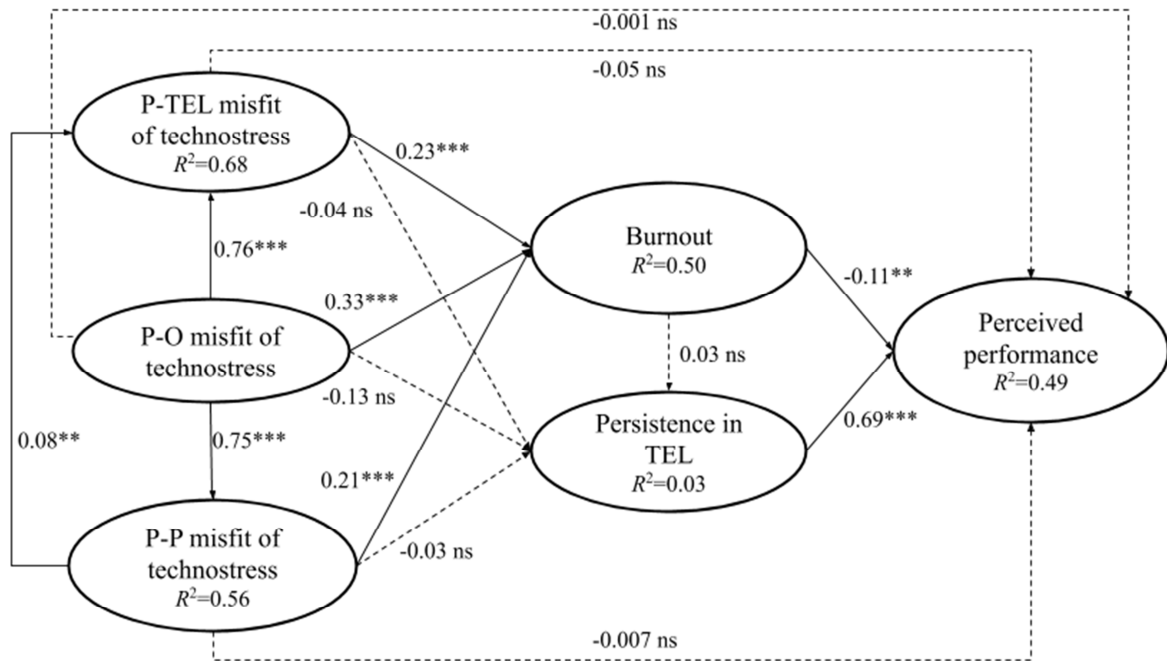 -0.001 ns
-0.05 ns
P-TEL misfit
of technostress
R²=0.68
0.23***
-0.04 ns
Burnout
R²=0.50
0.76***
0.33***
-0.11**
P-O misfit of
technostress
0.03 ns
Perceived
performance
R²=0.49
-0.13 ns
0.08**
0.75***
Persistence in
TEL
R²=0.03
0.69***
0.21***
P-P misfit of
technostress
R²=0.56
-0.03 ns
-0.007 ns